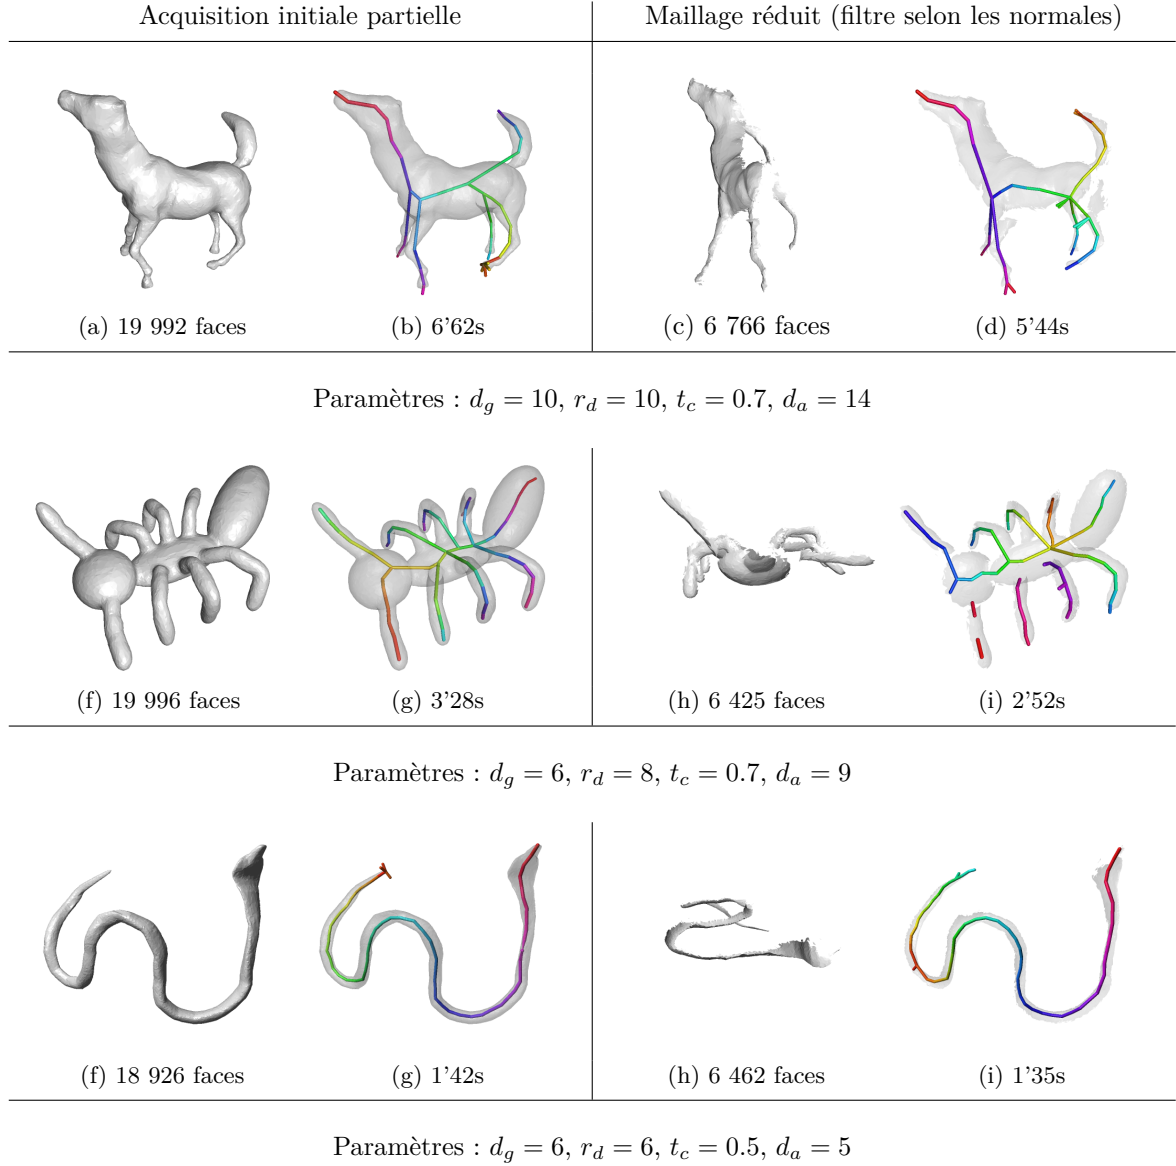 Acquisition initiale partielle
Maillage réduit (filtre selon les normales)
(a) 19 992 faces
(b) 6'62s
(c) 6 766 faces
(d) 5'44s
Paramètres : d_g = 10, r_d = 10, t_c = 0.7, d_a = 14
(f) 19 996 faces
(g) 3'28s
(h) 6 425 faces
(i) 2'52s
Paramètres : d_g = 6, r_d = 8, t_c = 0.7, d_a = 9
(f) 18 926 faces
(g) 1'42s
(h) 6 462 faces
(i) 1'35s
Paramètres : d_g = 6, r_d = 6, t_c = 0.5, d_a = 5